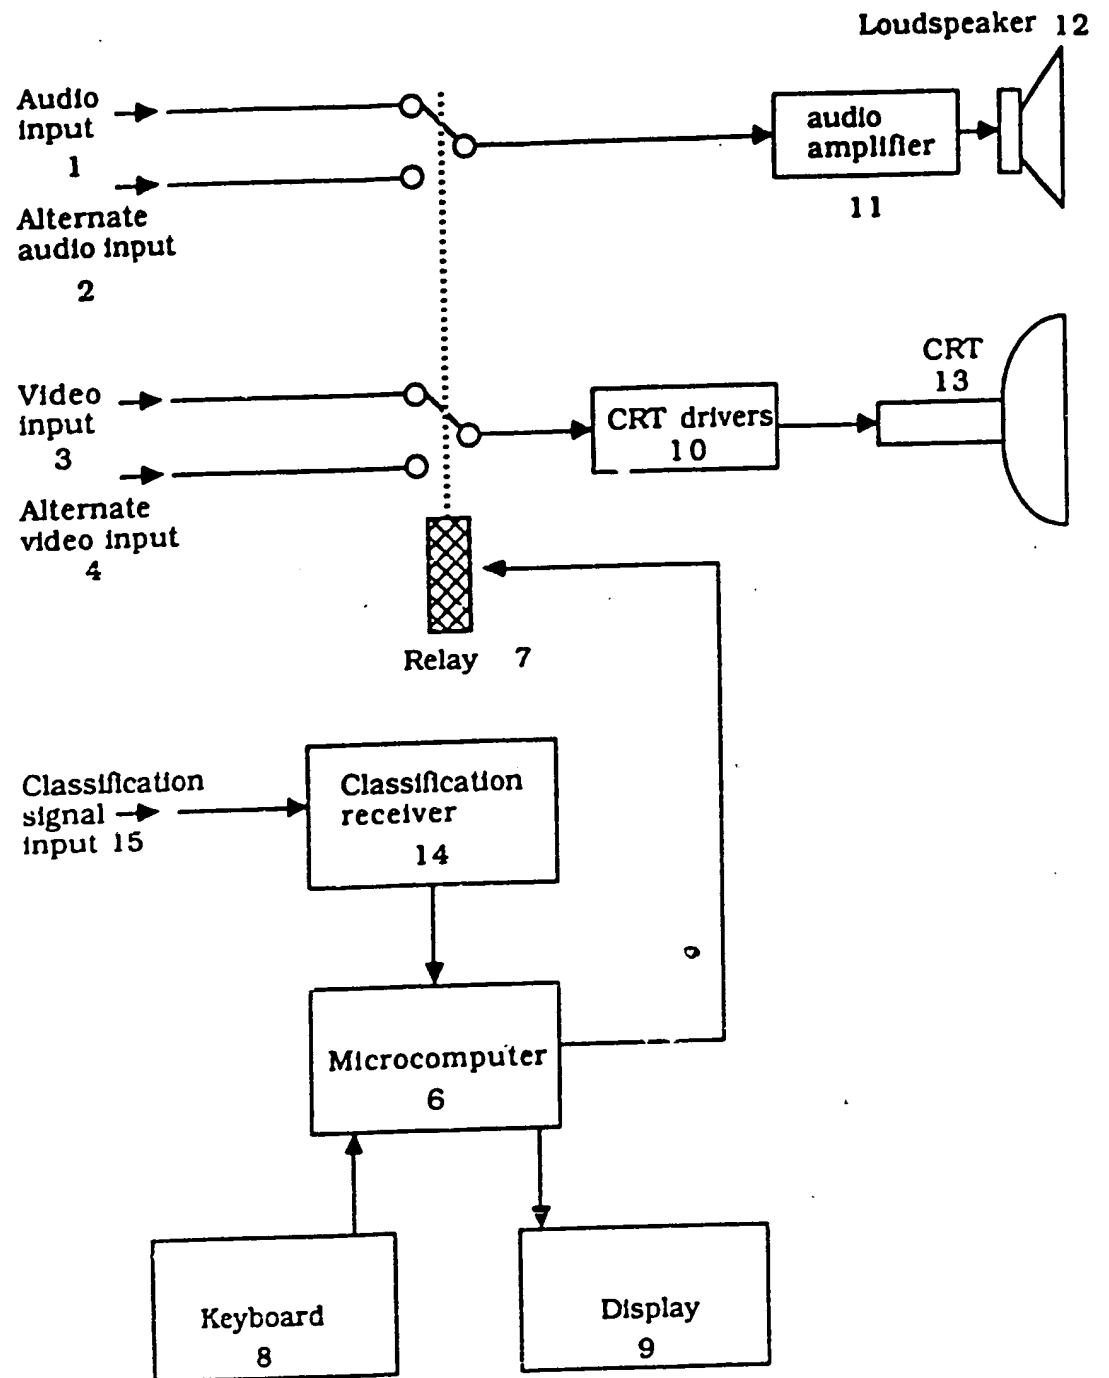 Loudspeaker 12
Audio
input
1
audio
amplifier
11
Alternate
audio input
2
CRT
13
Video
input
3
CRT drivers
10
Alternate
video input
4
Relay 7
Classification
signal
input 15
Classification
receiver
14
Microcomputer
6
Keyboard
8
Display
9